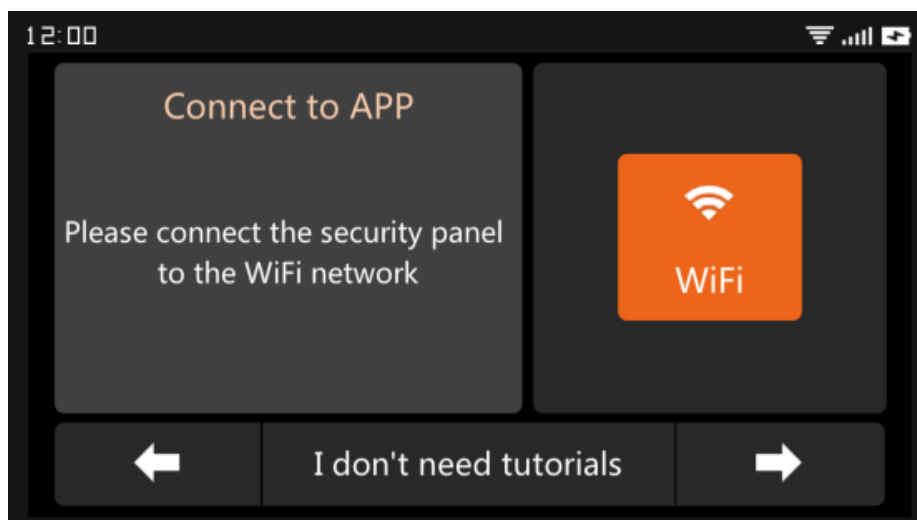 12:00
Connect to APP
Please connect the security panel
to the WiFi network
WiFi
I don't need tutorials